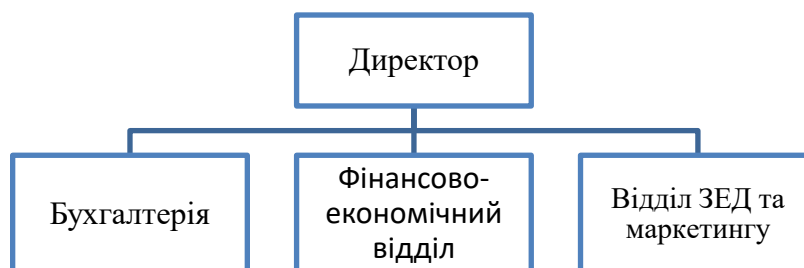 Директор
Бухгалтерія
Фінансово-
економічний
відділ
Відділ ЗЕД та
маркетингу